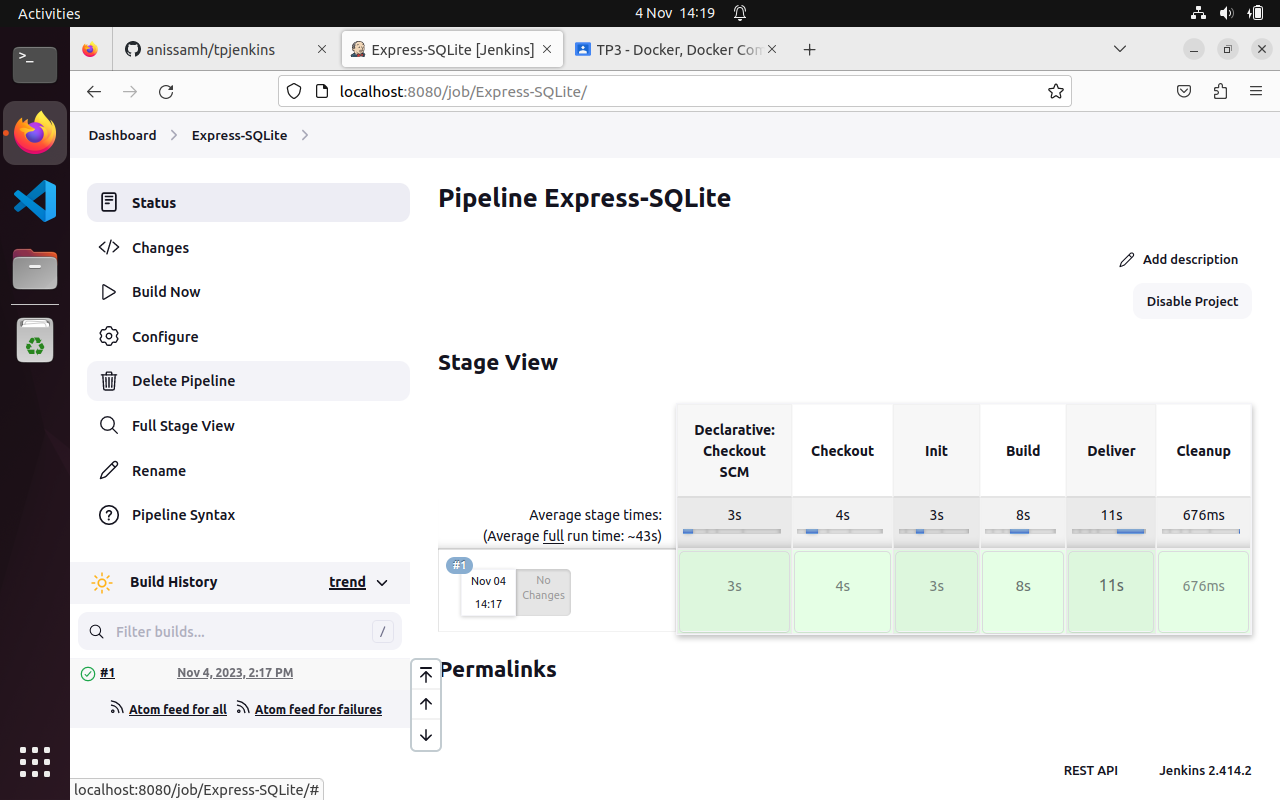 Activities
4 Nov 14:19
anissamh/tpjenkins
Express-SQLite [Jenkins]
TP3 - Docker, Docker Com
localhost:8080/job/Express-SQLite/
Dashboard
Express-SQLite
Status
Changes
Build Now
Configure
Delete Pipeline
Full Stage View
Rename
Pipeline Syntax
Build History
trend
Filter builds...
/
#1
Nov 4, 2023, 2:17 PM
Atom feed for all
Atom feed for failures
Pipeline Express-SQLite
Add description
Disable Project
Stage View
Declarative:
Checkout
SCM
Checkout
Init
Build
Deliver
Cleanup
Average stage times:
(Average full run time: ~43s)
3s
4s
3s
8s
11s
676ms
#1
Nov 04
14:17
No
Changes
3s
4s
3s
8s
11s
676ms
Permalinks
REST API
Jenkins 2.414.2
localhost:8080/job/Express-SQLite/#